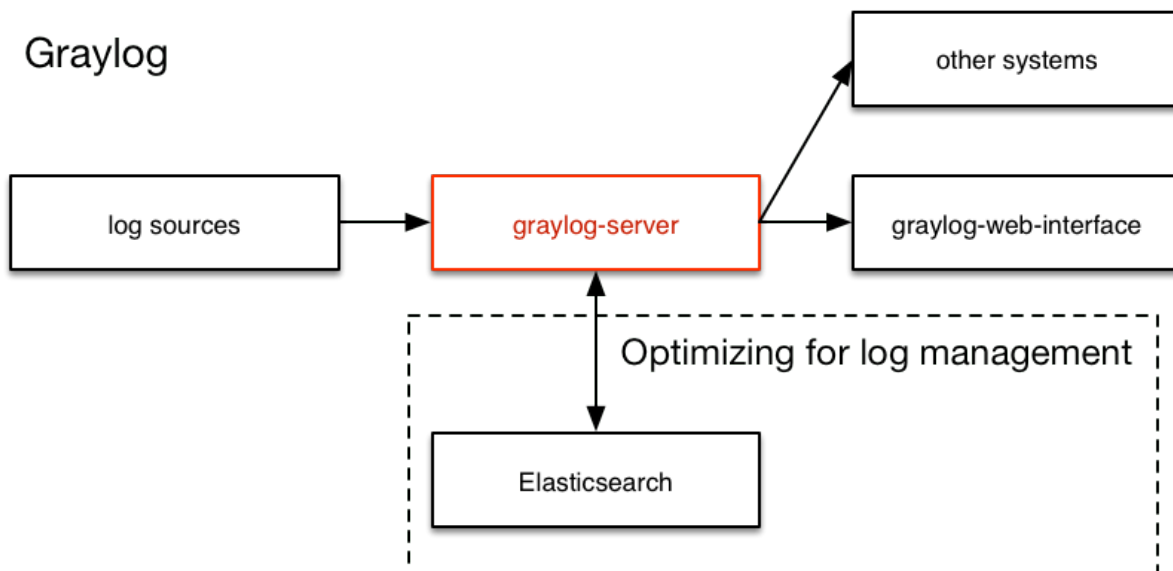 Graylog
other systems
log sources
graylog-server
graylog-web-interface
Optimizing for log management
Elasticsearch